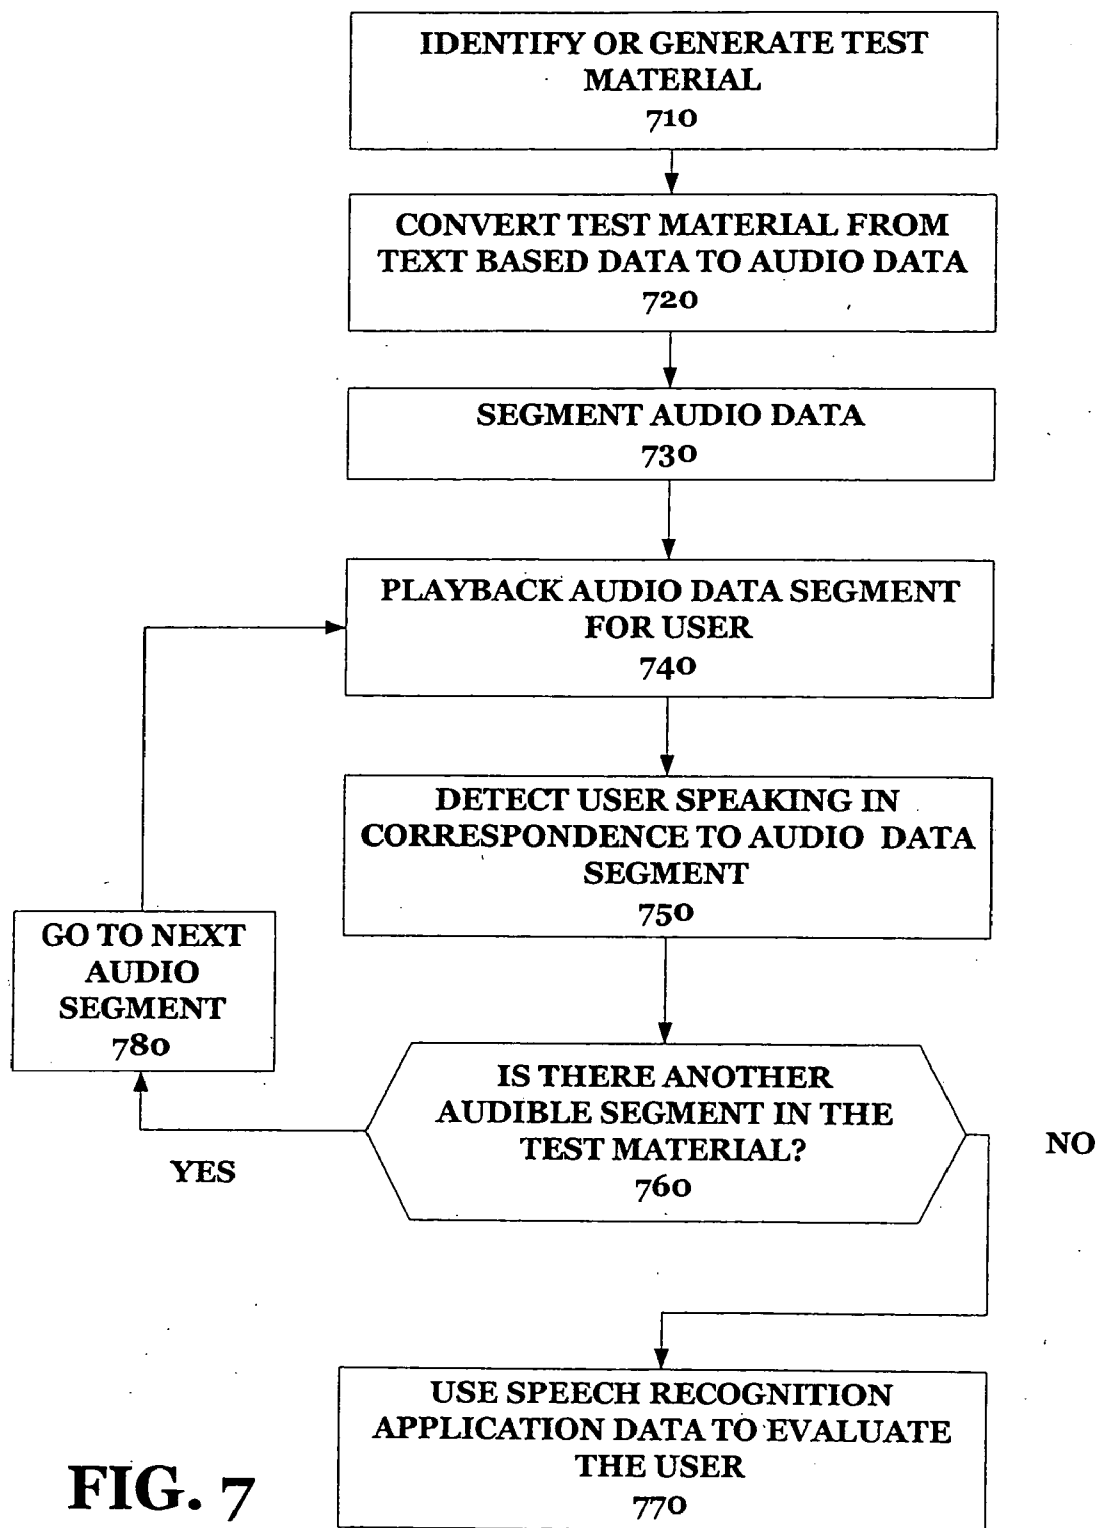 IDENTIFY OR GENERATE TEST
MATERIAL
710
CONVERT TEST MATERIAL FROM
TEXT BASED DATA TO AUDIO DATA
720
SEGMENT AUDIO DATA
730
PLAYBACK AUDIO DATA SEGMENT
FOR USER
740
DETECT USER SPEAKING IN
CORRESPONDENCE TO AUDIO DATA
SEGMENT
750
GO TO NEXT
AUDIO
SEGMENT
780
IS THERE ANOTHER
AUDIBLE SEGMENT IN THE
TEST MATERIAL?
760
YES
NO
USE SPEECH RECOGNITION
APPLICATION DATA TO EVALUATE
THE USER
770
FIG. 7